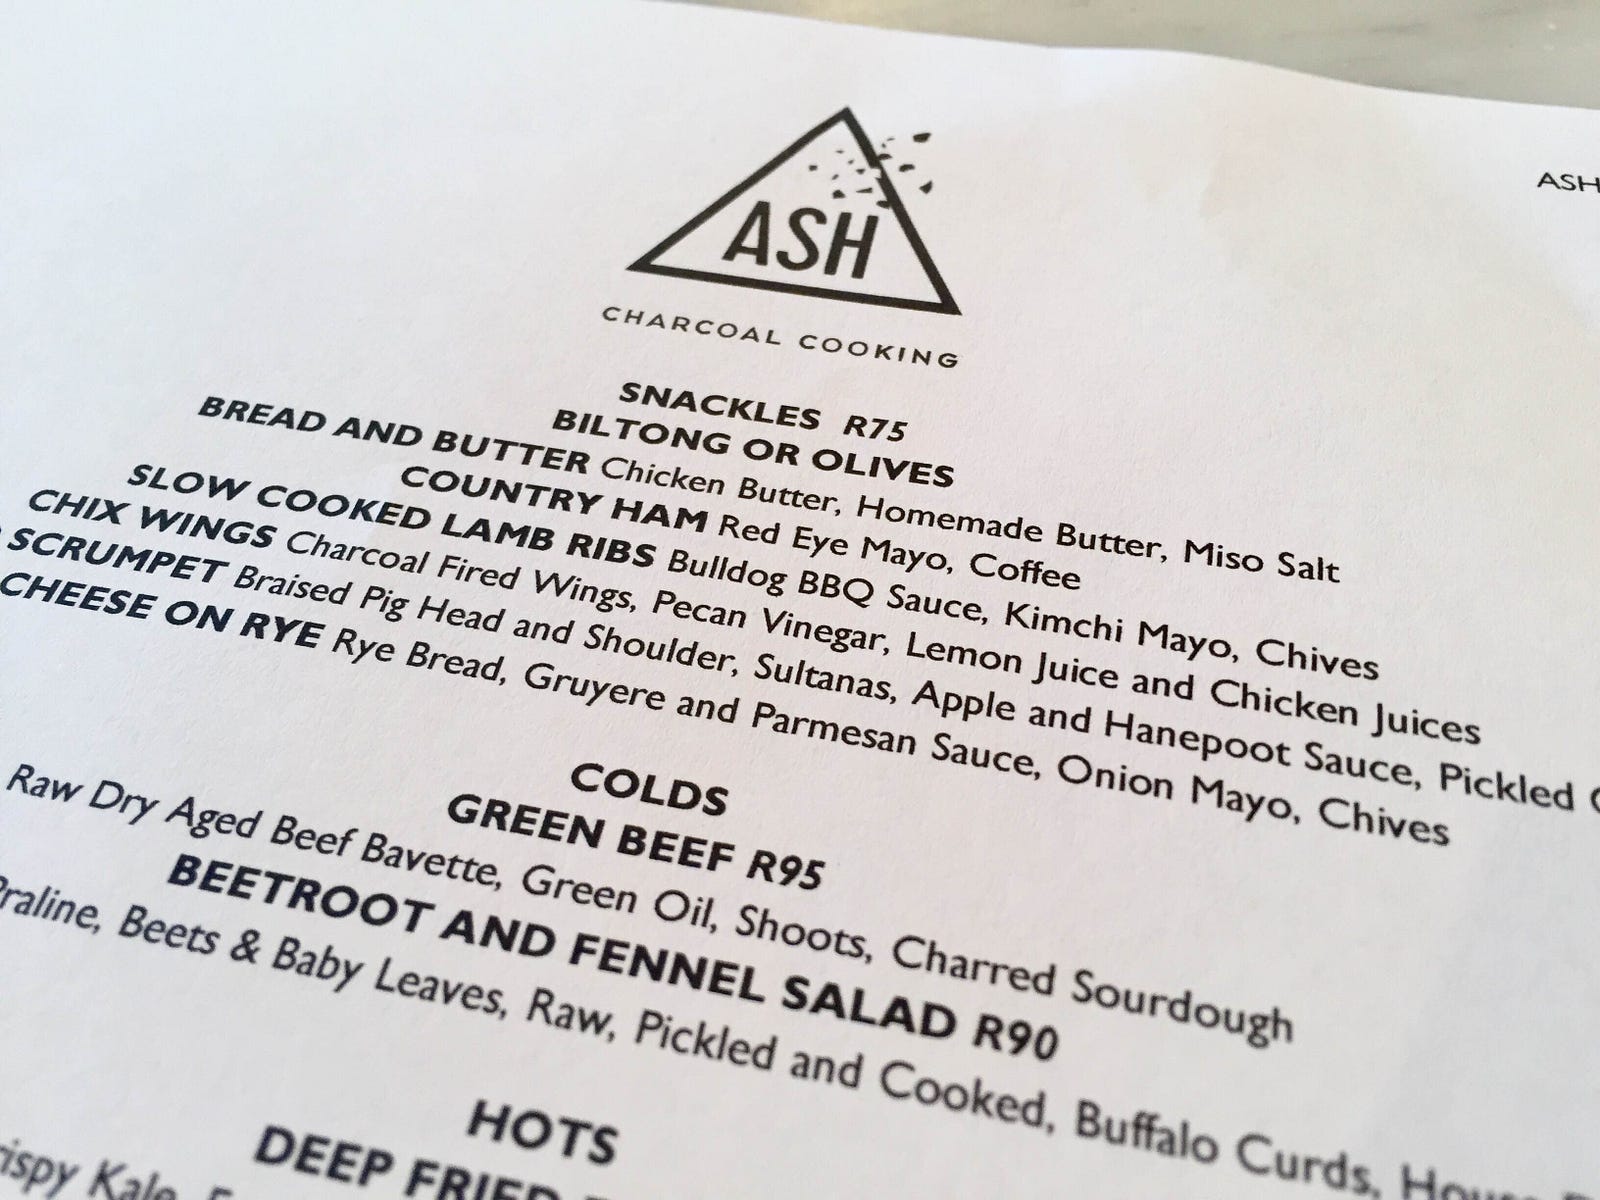 ASH
ASH
CHARCOAL COOKING
SNACKLES R75
BILTONG OR OLIVES
BREAD AND BUTTER Chicken Butter, Homemade Butter, Miso Salt
COUNTRY HAM Red Eye Mayo, Coffee
SLOW COOKED LAMB RIBS Bulldog BBQ Sauce, Kimchi Mayo, Chives
CHIX WINGS Charcoal Fired Wings, Pecan Vinegar, Lemon Juice and Chicken Juices
SCRUMPET Braised Pig Head and Shoulder, Sultanas, Apple and Hanepoot Sauce, Pickled
CHEESE ON RYE Rye Bread, Gruyere and Parmesan Sauce, Onion Mayo, Chives
COLDS
GREEN BEEF R95
Raw Dry Aged Beef Bavette, Green Oil, Shoots, Charred Sourdough
BEETROOT AND FENNEL SALAD R90
Praline, Beets & Baby Leaves, Raw, Pickled and Cooked, Buffalo Curds,
HOTS
DEEP FRIED
Kale,